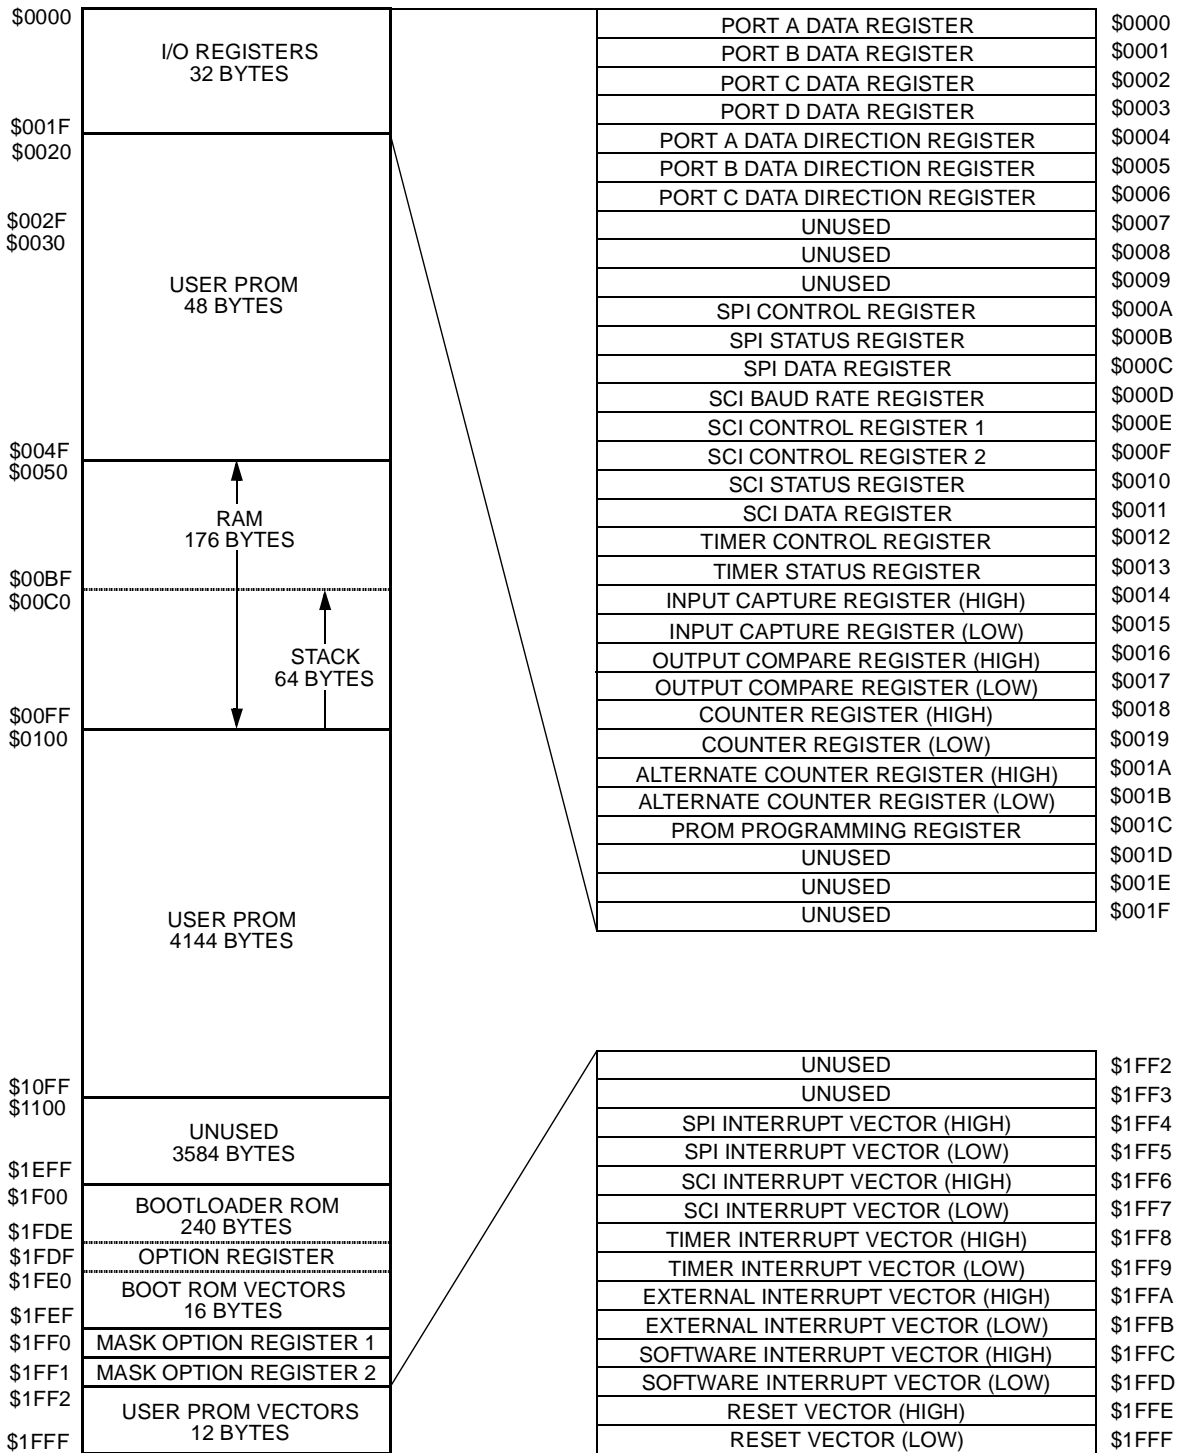 $0000
I/O REGISTERS
32 BYTES
$001F
$0020
$002F
$0030
USER PROM
48 BYTES
$004F
$0050
RAM
176 BYTES
$00BF
$00C0
STACK
64 BYTES
$00FF
$0100
USER PROM
4144 BYTES
$10FF
$1100
UNUSED
3584 BYTES
$1EFF
$1F00
BOOTLOADER ROM
240 BYTES
$1FDE
$1FDF
OPTION REGISTER
$1FE0
BOOT ROM VECTORS
16 BYTES
$1FEF
$1FF0
MASK OPTION REGISTER 1
$1FF1
MASK OPTION REGISTER 2
$1FF2
USER PROM VECTORS
12 BYTES
$1FFF
PORT A DATA REGISTER $0000
PORT B DATA REGISTER $0001
PORT C DATA REGISTER $0002
PORT D DATA REGISTER $0003
PORT A DATA DIRECTION REGISTER $0004
PORT B DATA DIRECTION REGISTER $0005
PORT C DATA DIRECTION REGISTER $0006
UNUSED $0007
UNUSED $0008
UNUSED $0009
SPI CONTROL REGISTER $000A
SPI STATUS REGISTER $000B
SPI DATA REGISTER $000C
SCI BAUD RATE REGISTER $000D
SCI CONTROL REGISTER 1 $000E
SCI CONTROL REGISTER 2 $000F
SCI STATUS REGISTER $0010
SCI DATA REGISTER $0011
TIMER CONTROL REGISTER $0012
TIMER STATUS REGISTER $0013
INPUT CAPTURE REGISTER (HIGH) $0014
INPUT CAPTURE REGISTER (LOW) $0015
OUTPUT COMPARE REGISTER (HIGH) $0016
OUTPUT COMPARE REGISTER (LOW) $0017
COUNTER REGISTER (HIGH) $0018
COUNTER REGISTER (LOW) $0019
ALTERNATE COUNTER REGISTER (HIGH) $001A
ALTERNATE COUNTER REGISTER (LOW) $001B
PROM PROGRAMMING REGISTER $001C
UNUSED $001D
UNUSED $001E
UNUSED $001F
UNUSED $1FF2
UNUSED $1FF3
SPI INTERRUPT VECTOR (HIGH) $1FF4
SPI INTERRUPT VECTOR (LOW) $1FF5
SCI INTERRUPT VECTOR (HIGH) $1FF6
SCI INTERRUPT VECTOR (LOW) $1FF7
TIMER INTERRUPT VECTOR (HIGH) $1FF8
TIMER INTERRUPT VECTOR (LOW) $1FF9
EXTERNAL INTERRUPT VECTOR (HIGH) $1FFA
EXTERNAL INTERRUPT VECTOR (LOW) $1FFB
SOFTWARE INTERRUPT VECTOR (HIGH) $1FFC
SOFTWARE INTERRUPT VECTOR (LOW) $1FFD
RESET VECTOR (HIGH) $1FFE
RESET VECTOR (LOW) $1FFF